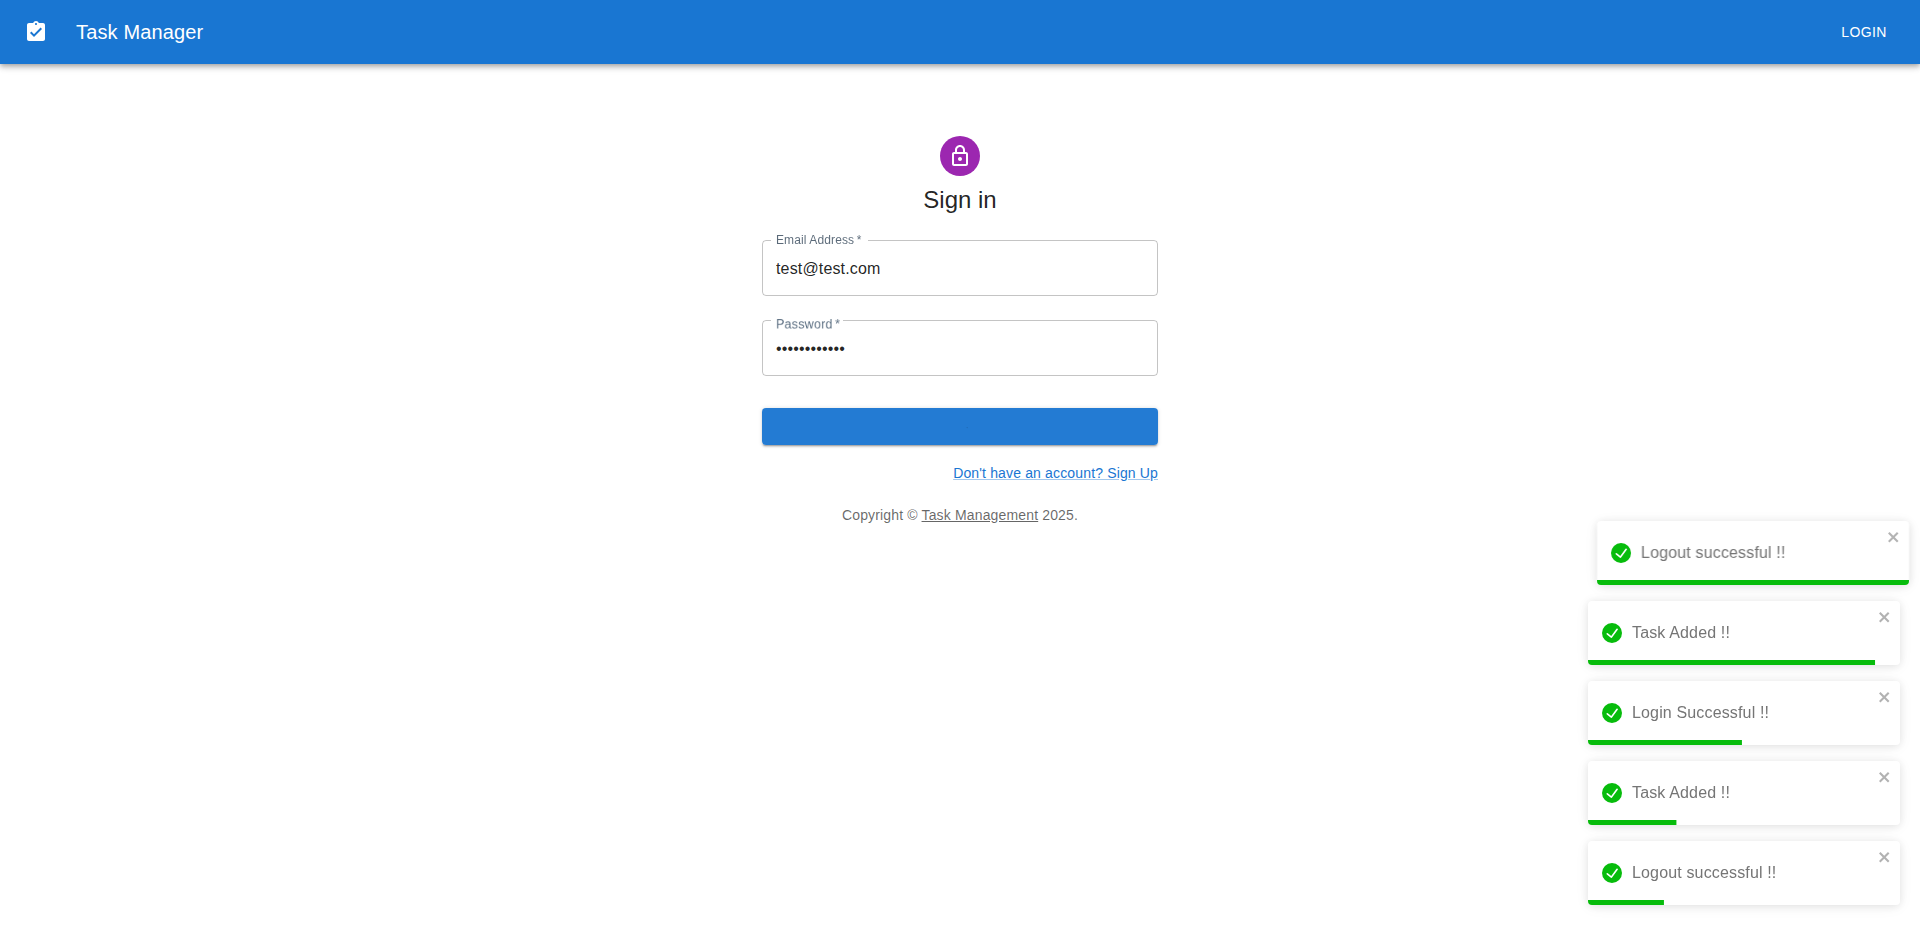 Task Manager
LOGIN
Sign in
Email Address *
test@test.com
Password *
••••••••••••
Don't have an account? Sign Up
Copyright © Task Management 2025.
Logout successful !!
Task Added !!
Login Successful !!
Task Added !!
Logout successful !!